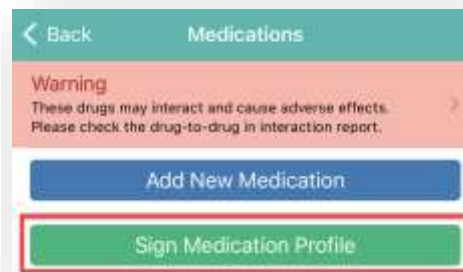 Back
Medications
Warning
These drugs may interact and cause adverse effects.
Please check the drug-to-drug in interaction report.
Add New Medication
Sign Medication Profile